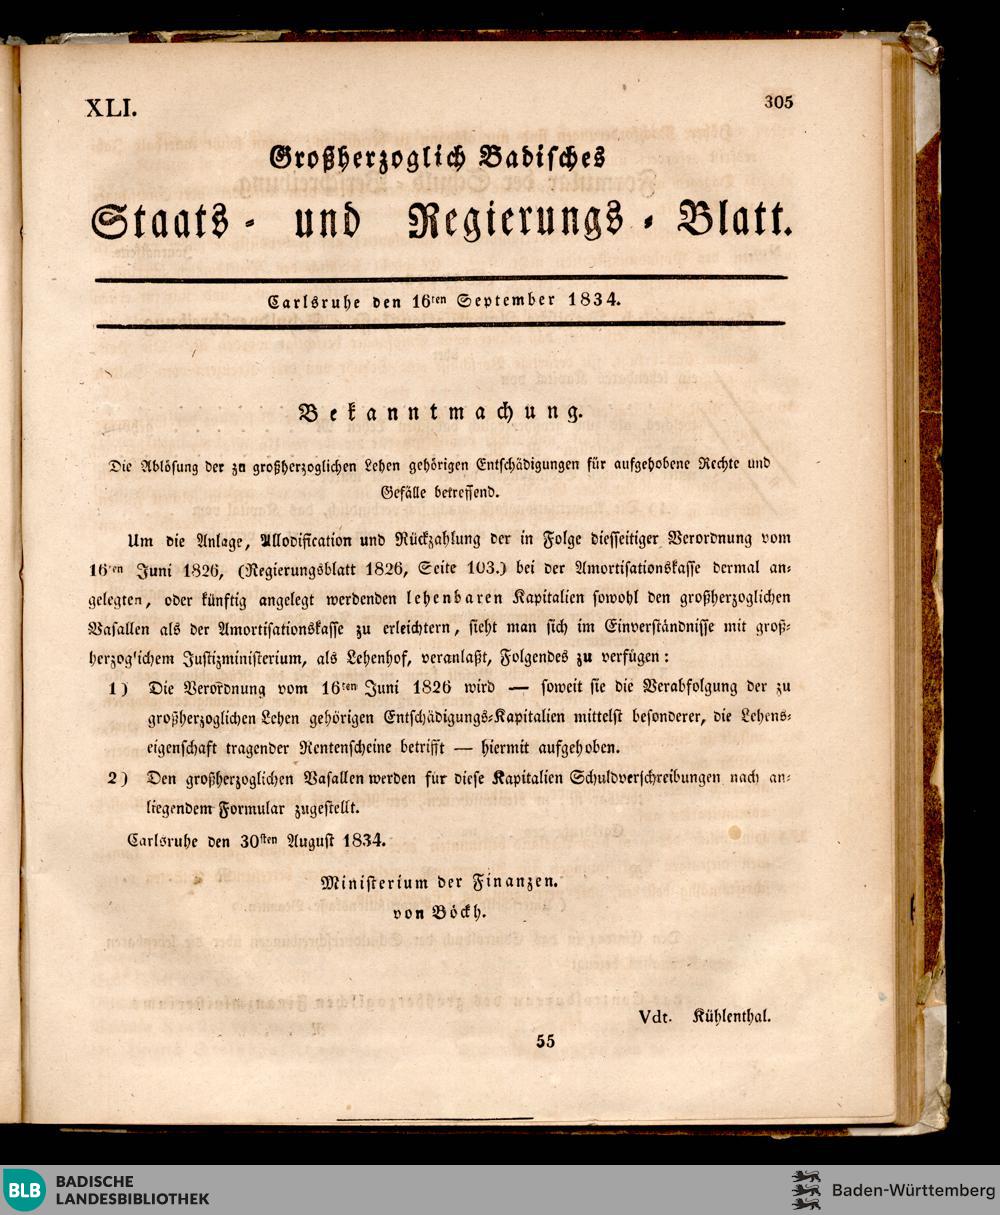 XLI.
305
Großherzoglich Badisches
Staats- und Regierungs-Blatt.
Carlsruhe den 16ten September 1834.
Bekanntmachung.
Die Ablösung der zu großherzoglichen Lehen gehörigen Entschädigungen für aufgehobene Rechte und
Gefälle betreffend.
Um die Anlage, Allodification und Rückzahlung der in Folge diesseitiger Verordnung vom
16ten Juni 1826, (Regierungsblatt 1826, Seite 103.) bei der Amortisationskasse dermal an-
gelegten, oder künftig angelegt werdenden lehenbaren Kapitalien sowohl den großherzoglichen
Vasallen als der Amortisationskasse zu erleichtern, sieht man sich im Einverständnisse mit groß-
herzoglichem Justizministerium, als Lehenhof, veranlaßt, Folgendes zu verfügen:
1) Die Verordnung vom 16ten Juni 1826 wird — soweit sie die Verabfolgung der zu
großherzoglichen Lehen gehörigen Entschädigungs-Kapitalien mittelst besonderer, die Lehens-
eigenschaft tragender Rentenscheine betrifft — hiermit aufgehoben.
2) Den großherzoglichen Vasallen werden für diese Kapitalien Schuldverschreibungen nach an-
liegendem Formular zugestellt.
Carlsruhe den 30sten August 1834.
Ministerium der Finanzen.
von Böckh.
Vdt. Kühlenthal.
55
BLB BADISCHE
LANDESBIBLIOTHEK
Baden-Württemberg